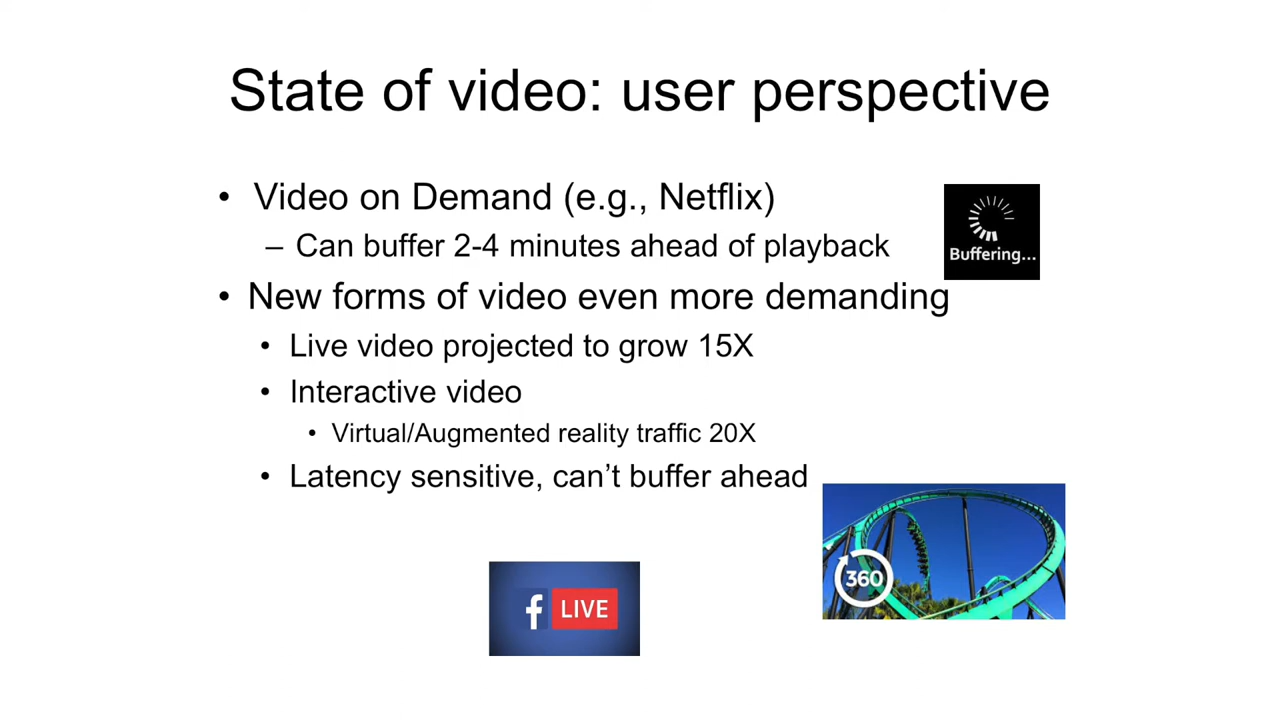 State of video: user perspective
• Video on Demand (e.g., Netflix)
– Can buffer 2-4 minutes ahead of playback
Buffering...
• New forms of video even more demanding
• Live video projected to grow 15X
• Interactive video
• Virtual/Augmented reality traffic 20X
• Latency sensitive, can’t buffer ahead
360
f LIVE